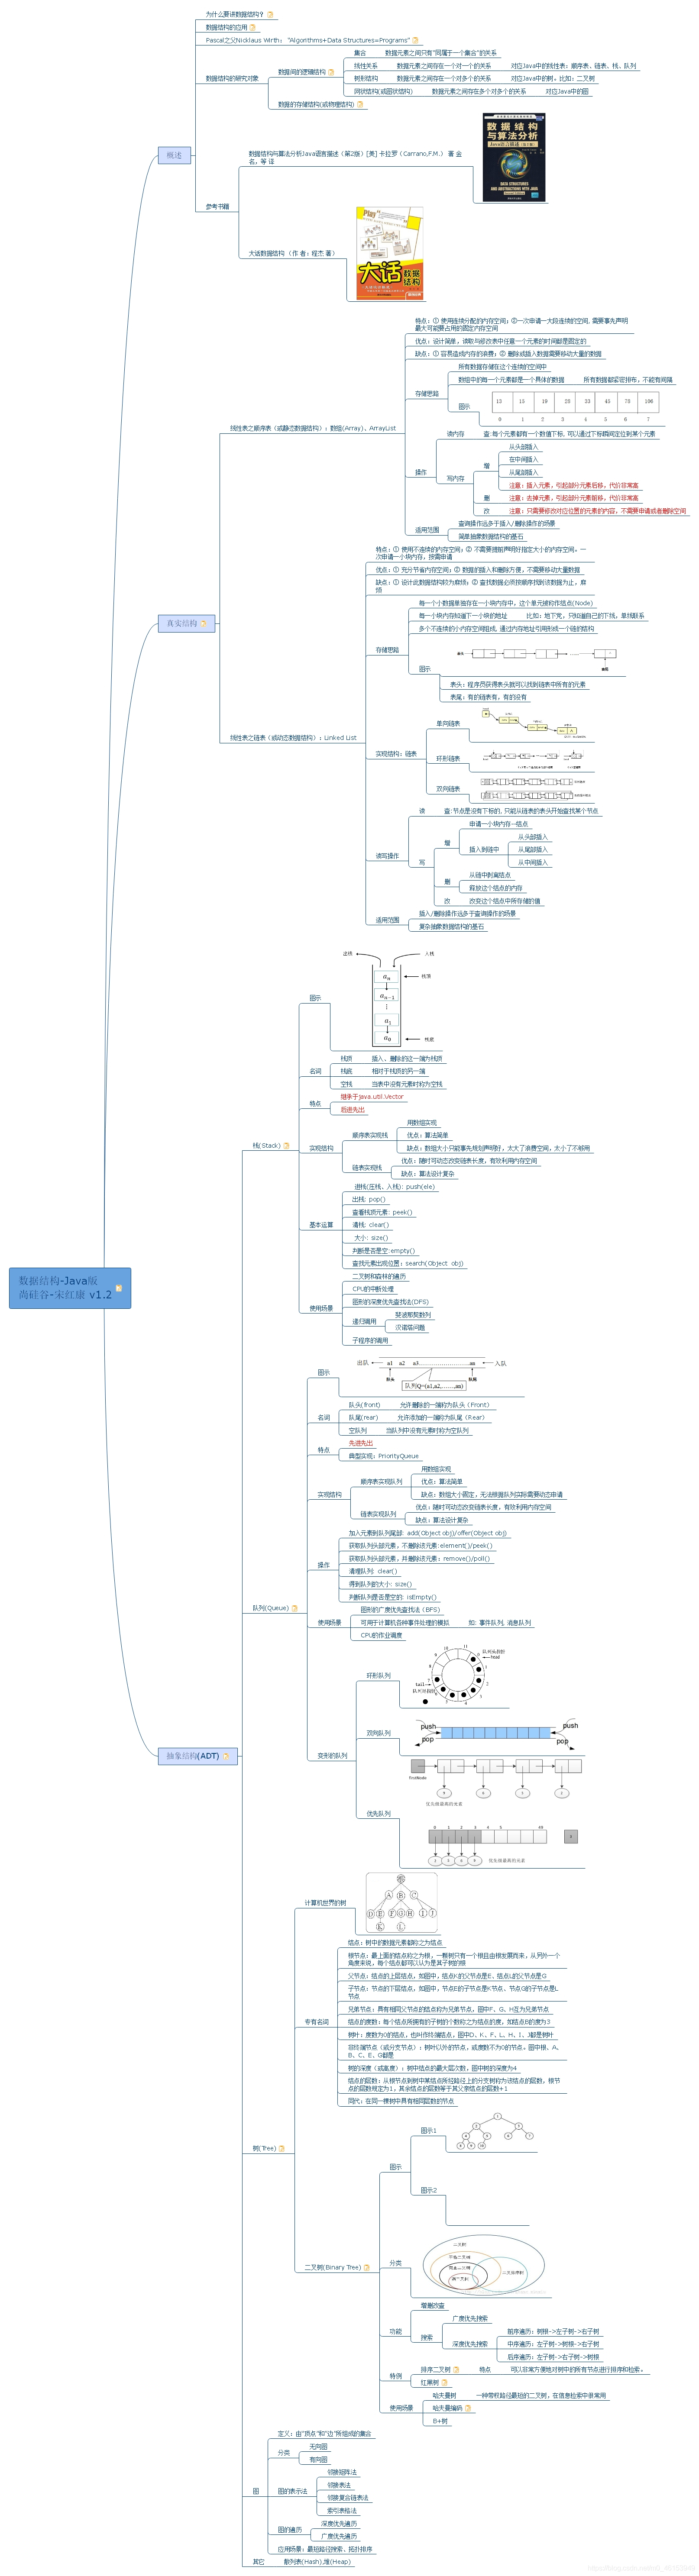 为什么要讲数据结构？
数据结构的应用
Pascal之父Nicklaus Wirth： "Algorithms+Data Structures=Programs"
数据结构的研究对象
数据间的逻辑结构
集合 数据元素之间只有"同属于一个集合"的关系
线性关系 数据元素之间存在一个对一个的关系 对应Java中的线性表：顺序表、链表、栈、队列
树形结构 数据元素之间存在一个对多个的关系 对应Java中的树。比如：二叉树
网状结构(或图状结构) 数据元素之间存在多个对多个的关系 对应Java中的图
数据的存储结构(或物理结构)
概述
参考书籍
数据结构与算法分析Java语言描述（第2版）[美] 卡拉罗（Carrano,F.M.） 著 金
名，等 译
数据结构
与算法分析
大话数据结构 （作 者：程杰 著）
Play
大话
数据结构
真实结构
线性表之顺序表（或静态数据结构）：数组(Array)、ArrayList
特点：① 使用连续分配的内存空间；②一次申请一大段连续的空间, 需要事先声明
最大可能要占用的固定内存空间
优点：设计简单，读取与修改表中任意一个元素的时间都是固定的
缺点：① 容易造成内存的浪费；② 删除或插入数据需要移动大量的数据
存储思路
所有数据存储在这个连续的空间中
数组中的每一个元素都是一个具体的数据 所有数据都紧密排布，不能有间隔
图示
13 15 19 28 33 45 78 106
0 1 2 3 4 5 6 7
操作
读内存 查:每个元素都有一个数值下标, 可以通过下标瞬间定位到某个元素
写内存
增
从头部插入
在中间插入
从尾部插入
注意：插入元素，引起部分元素后移，代价非常高
删 注意：去掉元素，引起部分元素前移，代价非常高
改 注意：只需要修改对应位置的元素的内容，不需要申请或者删除空间
适用范围
查询操作远多于插入/删除操作的场景
简单抽象数据结构的基石
线性表之链表（或动态数据结构）: Linked List
特点：① 使用不连续的内存空间；② 不需要提前声明好指定大小的内存空间。一
次申请一小块内存，按需申请
优点：① 充分节省内存空间；② 数据的插入和删除方便，不需要移动大量数据
缺点：① 设计此数据结构较为麻烦；② 查找数据必须按顺序找到该数据为止，麻
烦
存储思路
每一个小数据单独存在一小块内存中，这个单元被称作结点(Node)
每一小块内存知道下一小块的地址 比如：地下党，只知道自己的下线，单线联系
多个不连续的小内存空间组成, 通过内存地址引用形成一个链的结构
图示
表头：程序员获得表头就可以找到链表中所有的元素
表尾：有的链表有，有的没有
实现结构：链表
单向链表
环形链表
双向链表
读写操作
读 查:节点是没有下标的, 只能从链表的表头开始查找某个节点
写
增
申请一小块内存--结点
插入到链中
从头部插入
从尾部插入
从中间插入
删
从链中剥离结点
释放这个结点的内存
改 改变这个结点中所存储的值
适用范围
插入/删除操作远多于查询操作的场景
复杂抽象数据结构的基石
数据结构-Java版
尚硅谷-宋红康 v1.2
抽象结构(ADT)
栈(Stack)
图示
出栈 入栈
an 栈顶
an-1
a1
a0 栈底
名词
栈顶 插入、删除的这一端为栈顶
栈底 相对于栈顶的另一端
空栈 当表中没有元素时称为空栈
特点
继承于java.util.Vector
后进先出
实现结构
顺序表实现栈
用数组实现
优点：算法简单
缺点：数组大小只能事先规划声明好，太大了浪费空间，太小了不够用
链表实现栈
优点：随时可动态改变链表长度，有效利用内存空间
缺点：算法设计复杂
基本运算
进栈(压栈、入栈): push(ele)
出栈: pop()
查看栈顶元素: peek()
清栈: clear()
大小: size()
判断是否是空:empty()
查找元素出现位置：search(Object obj)
使用场景
二叉树和森林的遍历
CPU的中断处理
图形的深度优先查找法(DFS)
递归调用
斐波那契数列
汉诺塔问题
子程序的调用
队列(Queue)
图示
出队 a1 a2 a3……………………an 入队
队头 队尾
队列Q=(a1,a2,……,an)
名词
队头(front) 允许删除的一端称为队头（Front）
队尾(rear) 允许添加的一端称为队尾（Rear）
空队列 当队列中没有元素时称为空队列
特点
先进先出
典型实现：PriorityQueue
实现结构
顺序表实现队列
用数组实现
优点：算法简单
缺点：数组大小固定，无法根据队列实际需要动态申请
链表实现队列
优点：随时可动态改变链表长度，有效利用内存空间
缺点：算法设计复杂
操作
加入元素到队列尾部: add(Object obj)/offer(Object obj)
获取队列头部元素，不删除该元素:element()/peek()
获取队列头部元素，并删除该元素：remove()/poll()
清理队列: clear()
得到队列的大小: size()
判断队列是否是空的: isEmpty()
使用场景
图形的广度优先查找法（BFS）
可用于计算机各种事件处理的模拟 如: 事件队列, 消息队列
CPU的作业调度
变形的队列
环形队列
双向队列
push push
pop pop
优先队列
优先级最高的元素
优先级最高的元素
树(Tree)
计算机世界的树
根
A B C
D E F G H I J
K L
专有名词
结点：树中的数据元素都称之为结点
根节点：最上面的结点称之为根，一颗树只有一个根且由根发展而来，从另外一个
角度来说，每个结点都可以认为是其子树的根
父节点：结点的上层结点，如图中，结点K的父节点是E、结点L的父节点是G
子节点：节点的下层结点，如图中，节点E的子节点是K节点、节点G的子节点是L
节点
兄弟节点：具有相同父节点的结点称为兄弟节点，图中F、G、H互为兄弟节点
结点的度数：每个结点所拥有的子树的个数称之为结点的度，如结点B的度为3
树叶：度数为0的结点，也叫作终端结点，图中D、K、F、L、H、I、J都是树叶
非终端节点（或分支节点）：树叶以外的节点，或度数不为0的节点。图中根、A、
B、C、E、G都是
树的深度（或高度）：树中结点的最大层次数，图中树的深度为4
结点的层数：从根节点到树中某结点所经路径上的分支树称为该结点的层数，根节
点的层数规定为1，其余结点的层数等于其父亲结点的层数+1
同代：在同一棵树中具有相同层数的节点
二叉树(Binary Tree)
图示
图示1
图示2
分类
二叉树
平衡二叉树
完全二叉树
满二叉树
二叉排序树
功能
增删改查
搜索
广度优先搜索
深度优先搜索
前序遍历：树根->左子树->右子树
中序遍历：左子树->树根->右子树
后序遍历：左子树->右子树->树根
特例
排序二叉树 特点 可以非常方便地对树中的所有节点进行排序和检索。
红黑树
使用场景
哈夫曼树 一种带权路径最短的二叉树，在信息检索中很常用
哈夫曼编码
B+树
图
定义：由"顶点"和"边"所组成的集合
分类
无向图
有向图
图的表示法
邻接矩阵法
邻接表法
邻接复合链表法
索引表格法
图的遍历
深度优先遍历
广度优先遍历
应用场景：最短路径搜索、拓扑排序
其它 散列表(Hash),堆(Heap)